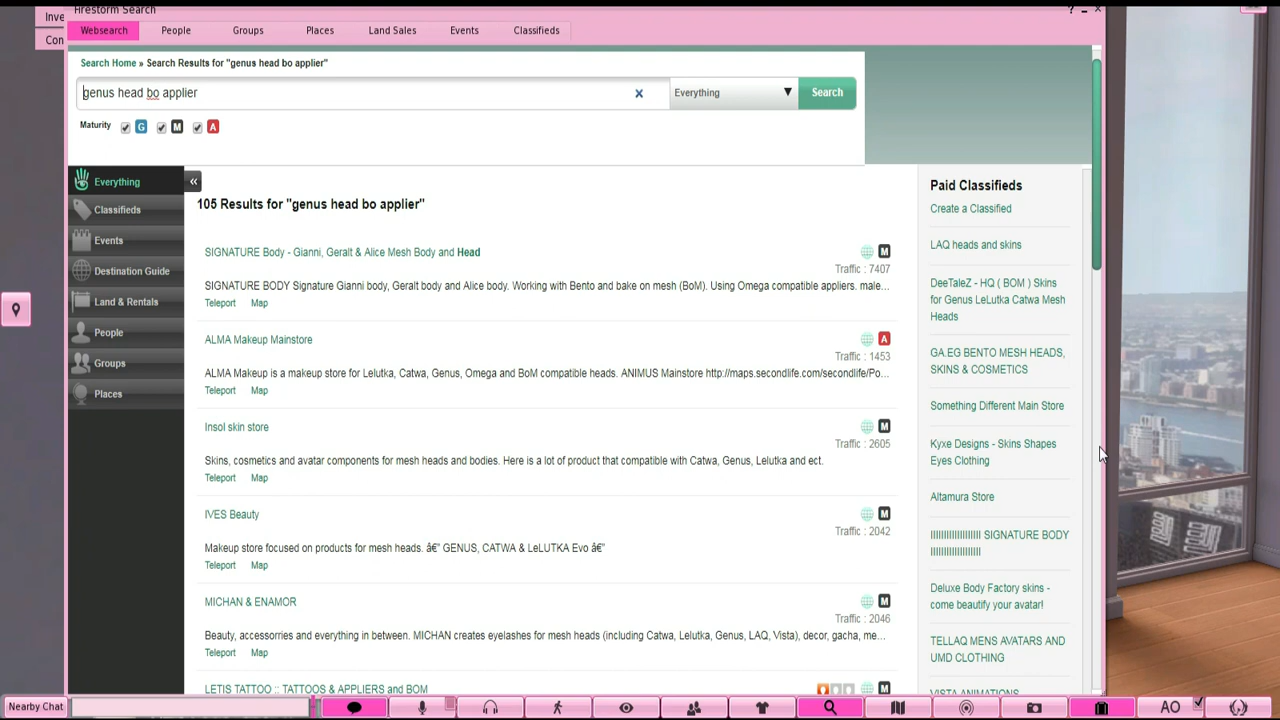 Inve
Con
Firestorm Search
? _ ×
Websearch People Groups Places Land Sales Events Classifieds
Search Home » Search Results for "genus head bo applier"
genus head bo applier × Everything ▼ Search
Maturity G M A
Everything
Classifieds
Events
Destination Guide
Land & Rentals
People
Groups
Places
«
105 Results for "genus head bo applier"
SIGNATURE Body - Gianni, Geralt & Alice Mesh Body and Head M
Traffic : 7407
SIGNATURE BODY Signature Gianni body, Geralt body and Alice body. Working with Bento and bake on mesh (BoM). Using Omega compatible appliers. male...
Teleport Map
ALMA Makeup Mainstore A
Traffic : 1453
ALMA Makeup is a makeup store for Lelutka, Catwa, Genus, Omega and BoM compatible heads. ANIMUS Mainstore http://maps.secondlife.com/secondlife/Po...
Teleport Map
Insol skin store M
Traffic : 2605
Skins, cosmetics and avatar components for mesh heads and bodies. Here is a lot of product that compatible with Catwa, Genus, Lelutka and ect.
Teleport Map
IVES Beauty M
Traffic : 2042
Makeup store focused on products for mesh heads. â€" GENUS, CATWA & LeLUTKA Evo â€"
Teleport Map
MICHAN & ENAMOR M
Traffic : 2046
Beauty, accessories and everything in between. MICHAN creates eyelashes for mesh heads (including Catwa, Lelutka, Genus, LAQ, Vista), decor, gacha, me...
Teleport Map
LETIS TATTOO :: TATTOOS & APPLIERS and BOM M
Paid Classifieds
Create a Classified
LAQ heads and skins
DeeTaleZ - HQ ( BOM ) Skins
for Genus LeLutka Catwa Mesh
Heads
GA.EG BENTO MESH HEADS,
SKINS & COSMETICS
Something Different Main Store
Kyxe Designs - Skins Shapes
Eyes Clothing
Altamura Store
IIIIIIIIIIIIIIIIII SIGNATURE BODY
IIIIIIIIIIIIIIIIII
Deluxe Body Factory skins -
come beautify your avatar!
TELLAQ MENS AVATARS AND
UMD CLOTHING
VISTA ANIMATIONS
Nearby Chat AO